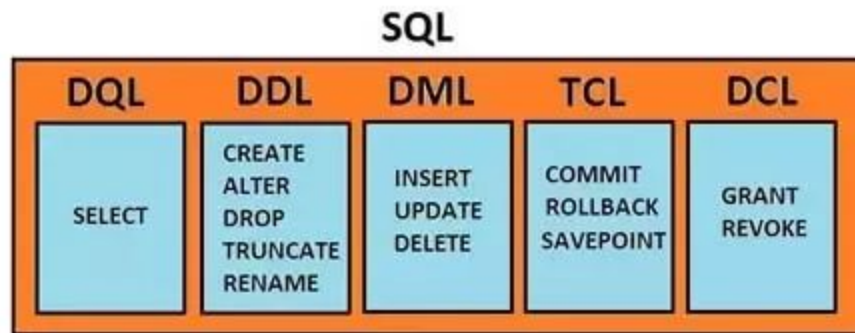 SQL
DQL
SELECT
DDL
CREATE
ALTER
DROP
TRUNCATE
RENAME
DML
INSERT
UPDATE
DELETE
TCL
COMMIT
ROLLBACK
SAVEPOINT
DCL
GRANT
REVOKE